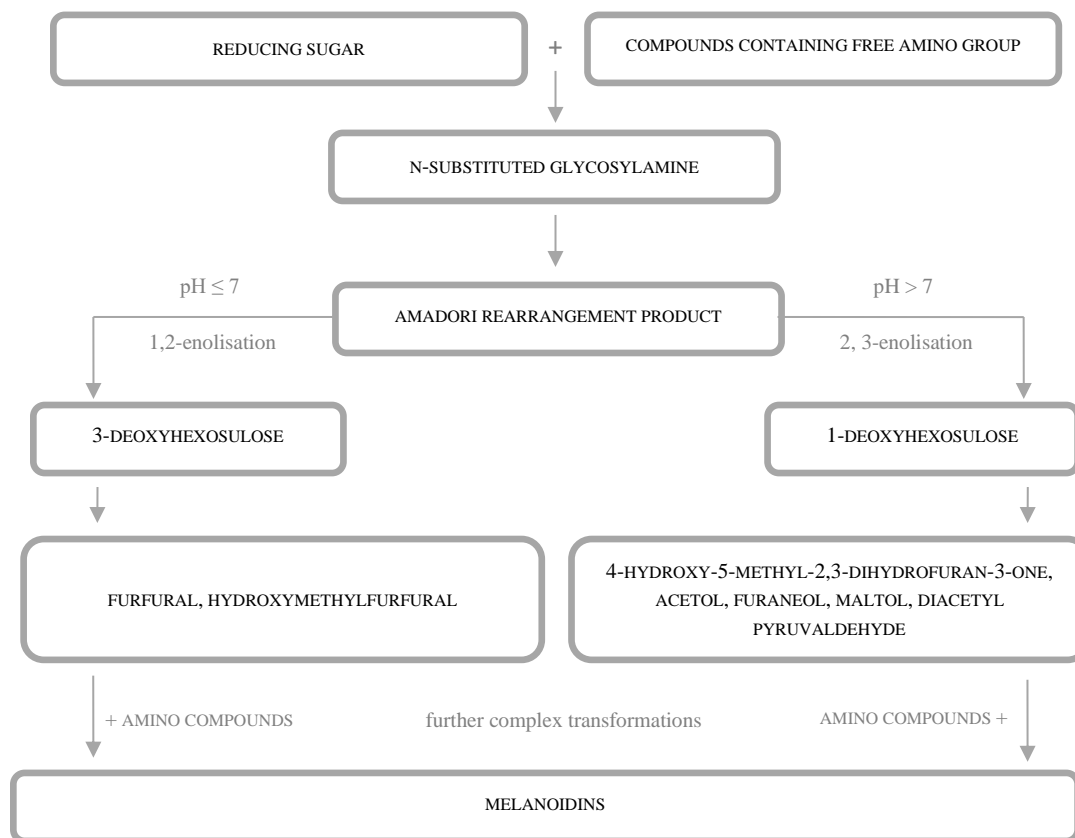 REDUCING SUGAR
+
COMPOUNDS CONTAINING FREE AMINO GROUP
N-SUBSTITUTED GLYCOSYLAMINE
pH ≤ 7
AMADORI REARRANGEMENT PRODUCT
pH > 7
1,2-enolisation
2, 3-enolisation
3-DEOXYHEXOSULOSE
1-DEOXYHEXOSULOSE
FURFURAL, HYDROXYMETHYLFURFURAL
4-HYDROXY-5-METHYL-2,3-DIHYDROFURAN-3-ONE,
ACETOL, FURANEOL, MALTOL, DIACETYL
PYRUVALDEHYDE
+ AMINO COMPOUNDS
further complex transformations
AMINO COMPOUNDS +
MELANOIDINS